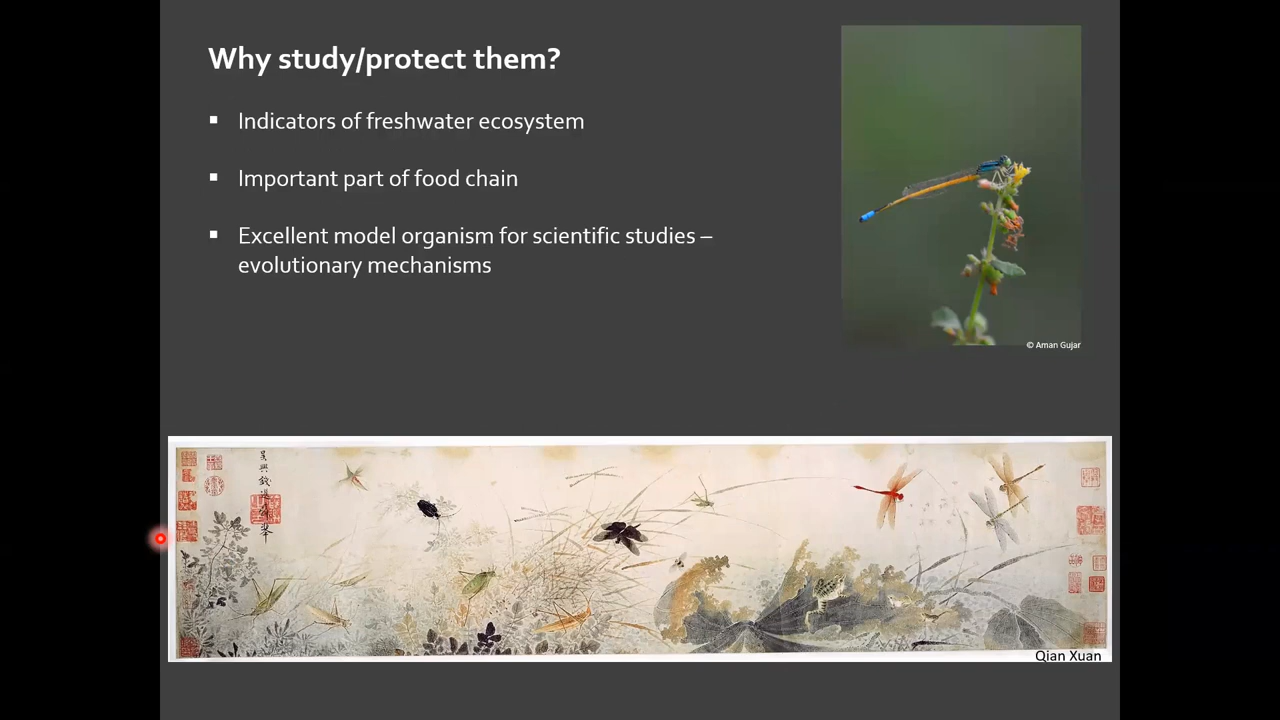 Why study/protect them?
▪ Indicators of freshwater ecosystem
▪ Important part of food chain
▪ Excellent model organism for scientific studies –
evolutionary mechanisms
© Aman Gujar
Qian Xuan